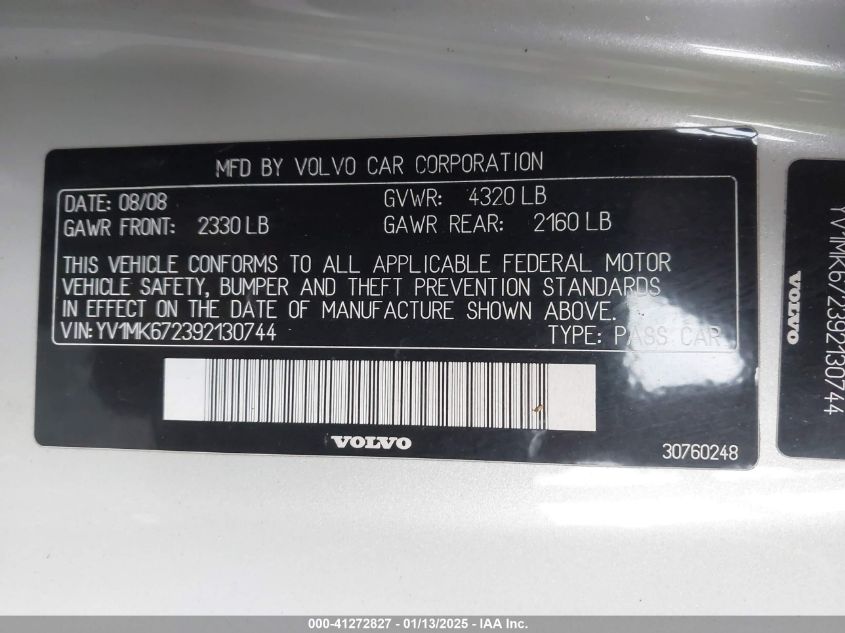 MFD BY VOLVO CAR CORPORATION
DATE: 08/08 GVWR: 4320 LB
GAWR FRONT: 2330 LB GAWR REAR: 2160 LB
THIS VEHICLE CONFORMS TO ALL APPLICABLE FEDERAL MOTOR
VEHICLE SAFETY, BUMPER AND THEFT PREVENTION STANDARDS
IN EFFECT ON THE DATE OF MANUFACTURE SHOWN ABOVE.
VIN: YV1MK672392130744 TYPE: PASS CAR
VOLVO
30760248
VOLVO
YV1MK672392130744
000-41272827 - 01/13/2025 - IAA Inc.